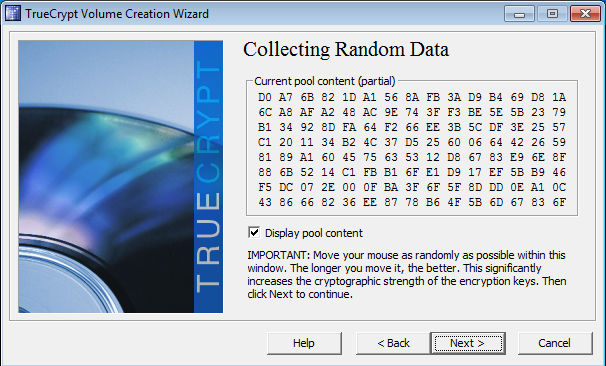 TrueCrypt Volume Creation Wizard
TRUECRYPT
Collecting Random Data
Current pool content (partial)
D0 A7 6B 82 1D A1 56 8A FB 3A D9 B4 69 D8 1A
6C A8 AF A2 48 AC 9E 74 3F F3 BE 5E 5B 23 79
B1 34 92 8D FA 64 F2 66 EE 3B 5C DF 3E 25 57
C1 20 11 34 B2 4C 37 D5 25 60 06 64 42 26 59
81 89 A1 60 45 75 63 53 12 D8 67 83 E9 6E 8F
88 6B 52 14 C1 FB B1 6F E1 D9 17 EF 5B B9 46
F5 DC 07 2E 00 0F BA 3F 6F 5F 8D DD 0E A1 0C
43 86 66 82 36 EE 87 78 B6 4F 5B 6D 67 83 6F
Display pool content
IMPORTANT: Move your mouse as randomly as possible within this
window. The longer you move it, the better. This significantly
increases the cryptographic strength of the encryption keys. Then
click Next to continue.
Help
< Back
Next >
Cancel